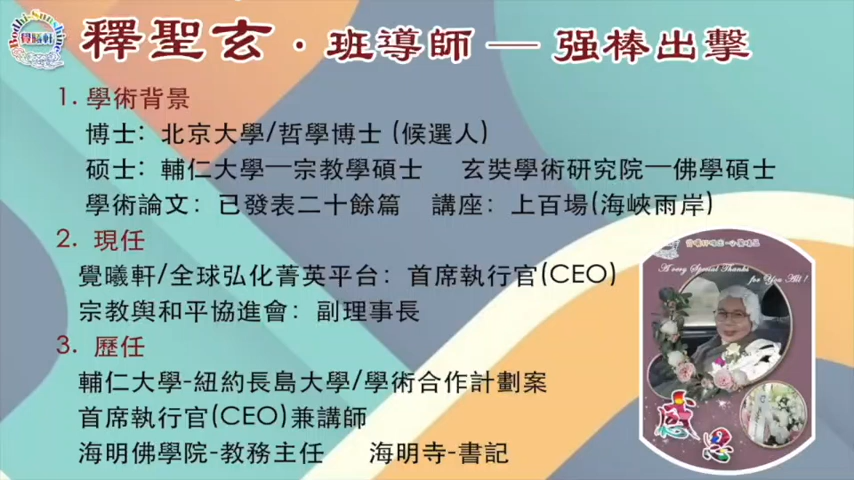 Bodhi Sunshine
覺曦軒
釋聖玄．班導師 — 强棒出擊
1. 學術背景
博士：北京大學/哲學博士 (候選人)
硕士：輔仁大學—宗教學碩士 玄裝學術研究院—佛學碩士
學術論文：已發表二十餘篇 講座：上百場(海峽兩岸)
2. 現任
覺曦軒/全球弘化菁英平台：首席執行官(CEO)
宗教與和平協進會：副理事長
A very Special Thanks
for You All !
3. 歷任
輔仁大學-紐約長島大學/學術合作計劃案
首席執行官(CEO)兼講師
海明佛學院-教務主任 海明寺-書記
感恩